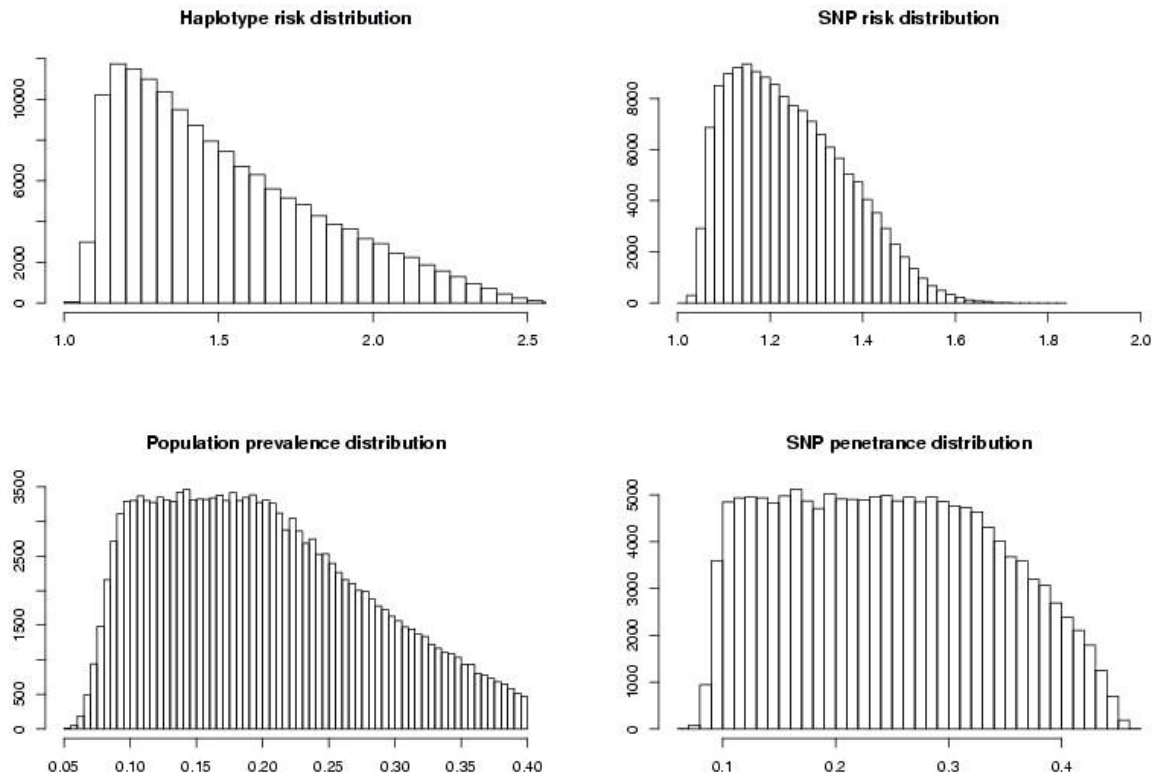 Haplotype risk distribution
10000
6000
2000
0
1.0 1.5 2.0 2.5
SNP risk distribution
8000
6000
4000
2000
0
1.0 1.2 1.4 1.6 1.8 2.0
Population prevalence distribution
3500
2500
1500
500
0
0.05 0.10 0.15 0.20 0.25 0.30 0.35 0.40
SNP penetrance distribution
5000
4000
3000
2000
1000
0
0.1 0.2 0.3 0.4